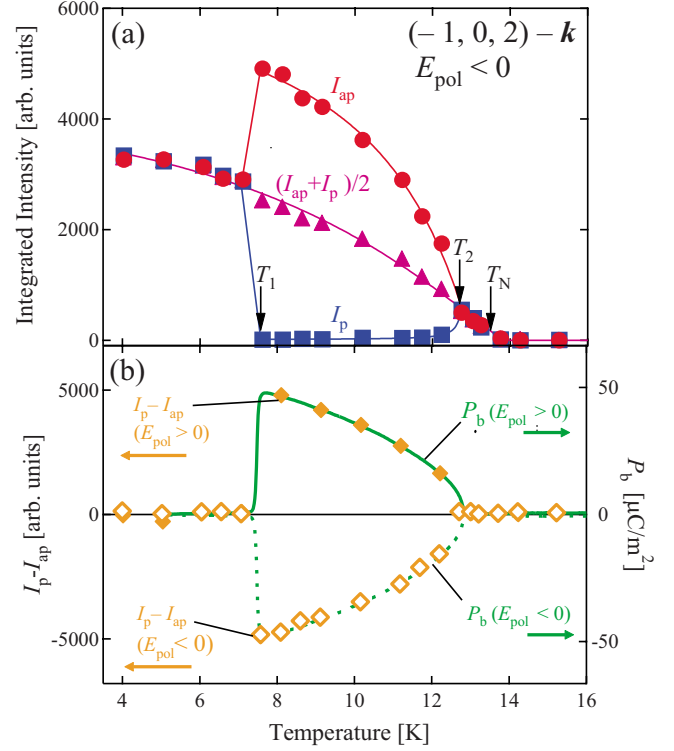 6000
4000
2000
0
Integrated Intensity [arb. units]
(a)
(– 1, 0, 2) – k
E_pol < 0
I_ap
(I_ap+I_p)/2
T_1
I_p
T_2
T_N
(b)
5000
0
-5000
I_p-I_ap [arb. units]
I_p – I_ap
(E_pol > 0)
P_b (E_pol > 0)
I_p – I_ap
(E_pol < 0)
P_b (E_pol < 0)
50
0
-50
P_b [μC/m²]
4
6
8
10
12
14
16
Temperature [K]